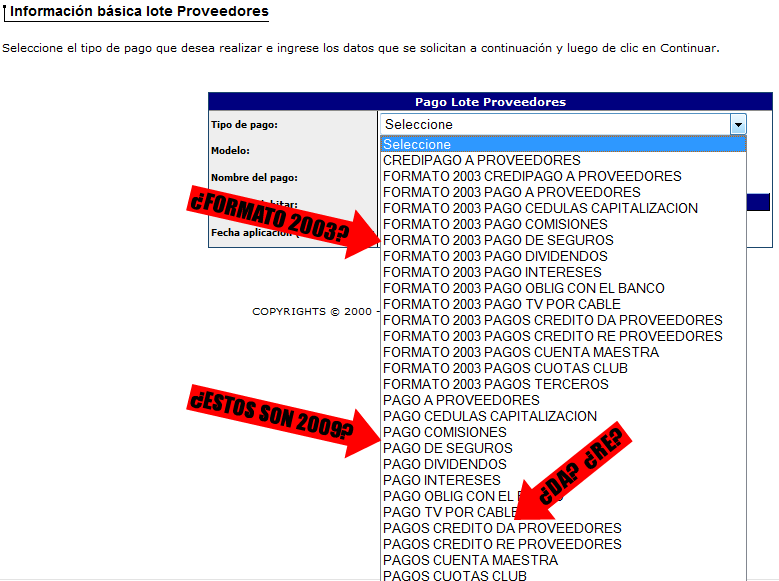 Información básica lote Proveedores
Seleccione el tipo de pago que desea realizar e ingrese los datos que se solicitan a continuación y luego de clic en Continuar.
Pago Lote Proveedores
Tipo de pago:
Seleccione
Modelo:
Nombre del pago:
Fecha aplicación
COPYRIGHTS © 2000 -
Seleccione
CREDIPAGO A PROVEEDORES
FORMATO 2003 CREDIPAGO A PROVEEDORES
FORMATO 2003 PAGO A PROVEEDORES
FORMATO 2003 PAGO CEDULAS CAPITALIZACION
FORMATO 2003 PAGO COMISIONES
FORMATO 2003 PAGO DE SEGUROS
FORMATO 2003 PAGO DIVIDENDOS
FORMATO 2003 PAGO INTERESES
FORMATO 2003 PAGO OBLIG CON EL BANCO
FORMATO 2003 PAGO TV POR CABLE
FORMATO 2003 PAGOS CREDITO DA PROVEEDORES
FORMATO 2003 PAGOS CREDITO RE PROVEEDORES
FORMATO 2003 PAGOS CUENTA MAESTRA
FORMATO 2003 PAGOS CUOTAS CLUB
FORMATO 2003 PAGOS TERCEROS
PAGO A PROVEEDORES
PAGO CEDULAS CAPITALIZACION
PAGO COMISIONES
PAGO DE SEGUROS
PAGO DIVIDENDOS
PAGO INTERESES
PAGO OBLIG CON EL
PAGO TV POR CABLE
PAGOS CREDITO DA PROVEEDORES
PAGOS CREDITO RE PROVEEDORES
PAGOS CUENTA MAESTRA
PAGOS CUOTAS CLUB
¿FORMATO 2003?
¿ESTOS SON 2009?
¿DA? ¿RE?